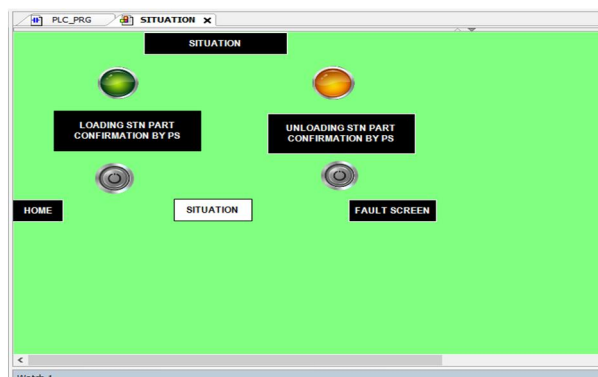 PLC_PRG
SITUATION X
SITUATION
LOADING STN PART
CONFIRMATION BY PS
UNLOADING STN PART
CONFIRMATION BY PS
HOME
SITUATION
FAULT SCREEN